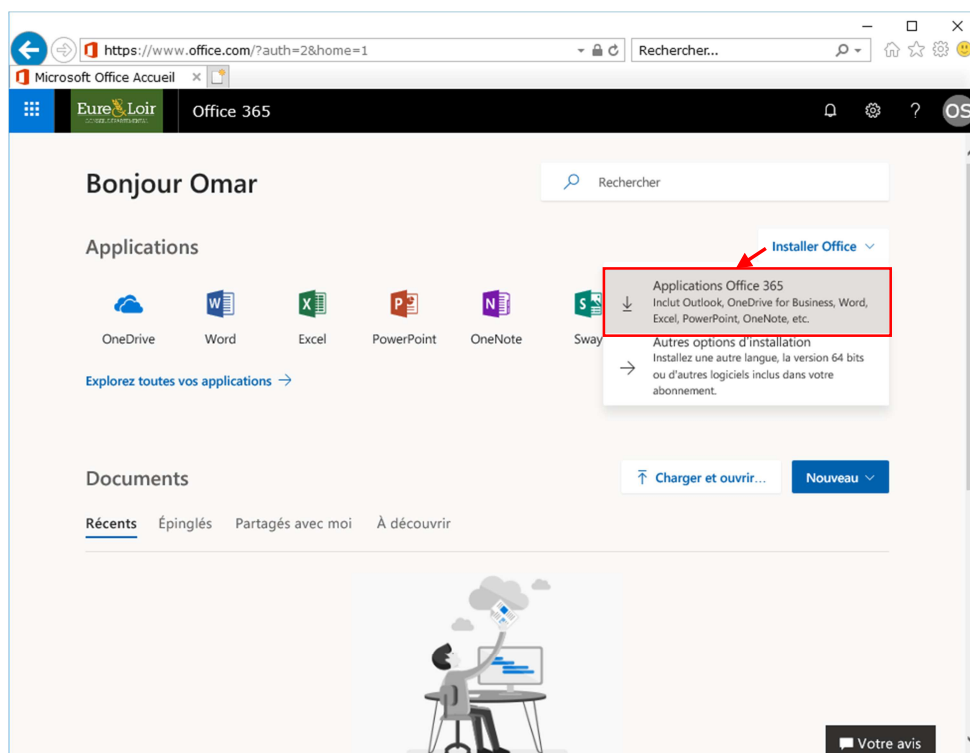 https://www.office.com/?auth=2&home=1
Rechercher...
Microsoft Office Accueil
Eure&Loir
CONSEIL DÉPARTEMENTAL
Office 365
?
OS
Bonjour Omar
Rechercher
Applications
Installer Office
Applications Office 365
Inclut Outlook, OneDrive for Business, Word,
Excel, PowerPoint, OneNote, etc.
OneDrive
Word
Excel
PowerPoint
OneNote
Sway
Autres options d'installation
Installez une autre langue, la version 64 bits
ou d'autres logiciels inclus dans votre
abonnement.
Explorez toutes vos applications
Documents
Charger et ouvrir...
Nouveau
Récents
Épinglés
Partagés avec moi
À découvrir
Votre avis